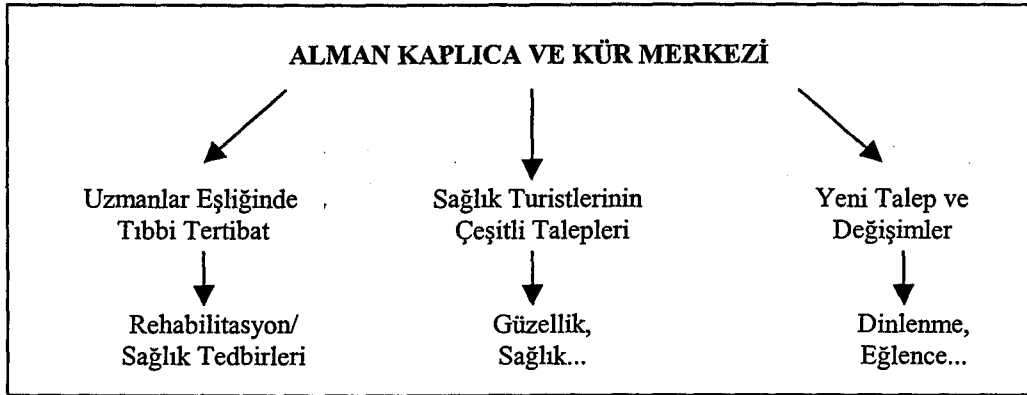 ALMAN KAPLICA VE KÜR MERKEZİ
Uzmanlar Eşliğinde
Tıbbi Tertibat
Sağlık Turistlerinin
Çeşitli Talepleri
Yeni Talep ve
Değişimler
Rehabilitasyon/
Sağlık Tedbirleri
Güzellik,
Sağlık...
Dinlenme,
Eğlence...